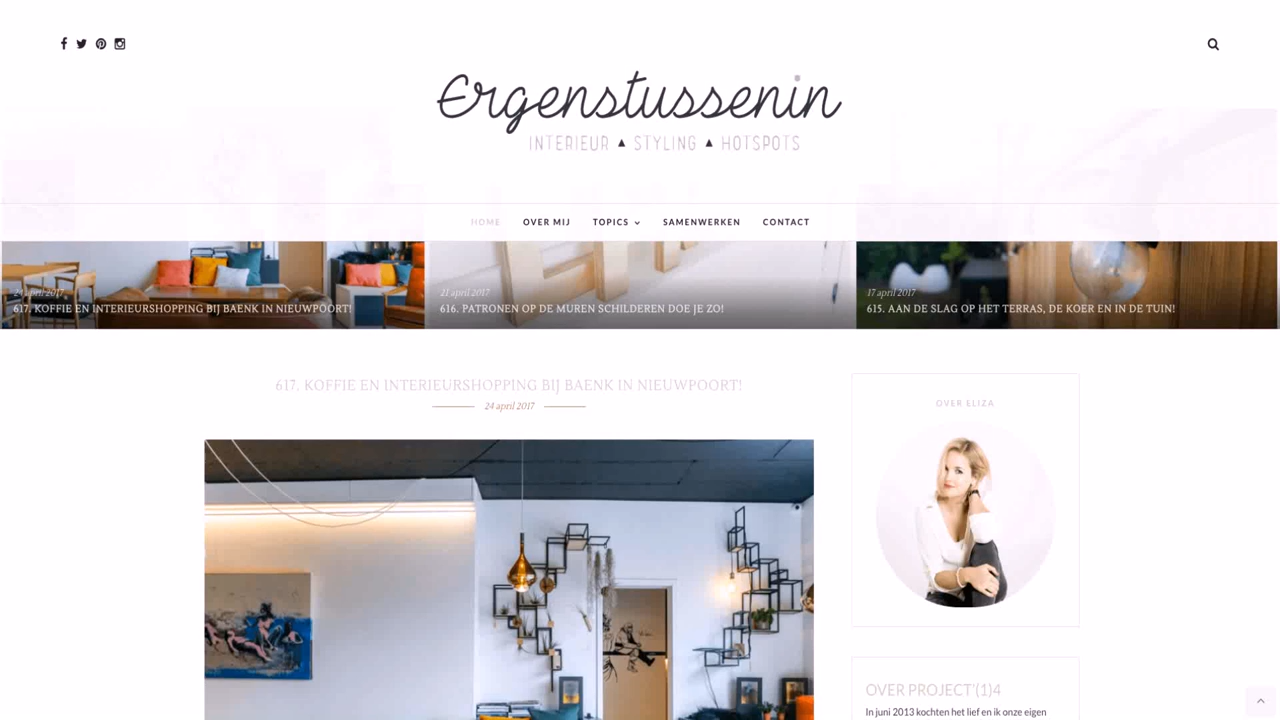 Ergenstussenin
INTERIEUR ▲ STYLING ▲ HOTSPOTS
HOME OVER MIJ TOPICS SAMENWERKEN CONTACT
24 april 2017
617. KOFFIE EN INTERIEURSHOPPING BIJ BAENK IN NIEUWPOORT!
21 april 2017
616. PATRONEN OP DE MUREN SCHILDEREN DOE JE ZO!
17 april 2017
615. AAN DE SLAG OP HET TERRAS, DE KOER EN IN DE TUIN!
617. KOFFIE EN INTERIEURSHOPPING BIJ BAENK IN NIEUWPOORT!
24 april 2017
OVER ELIZA
OVER PROJECT'(1)4
In juni 2013 kochten het lief en ik onze eigen